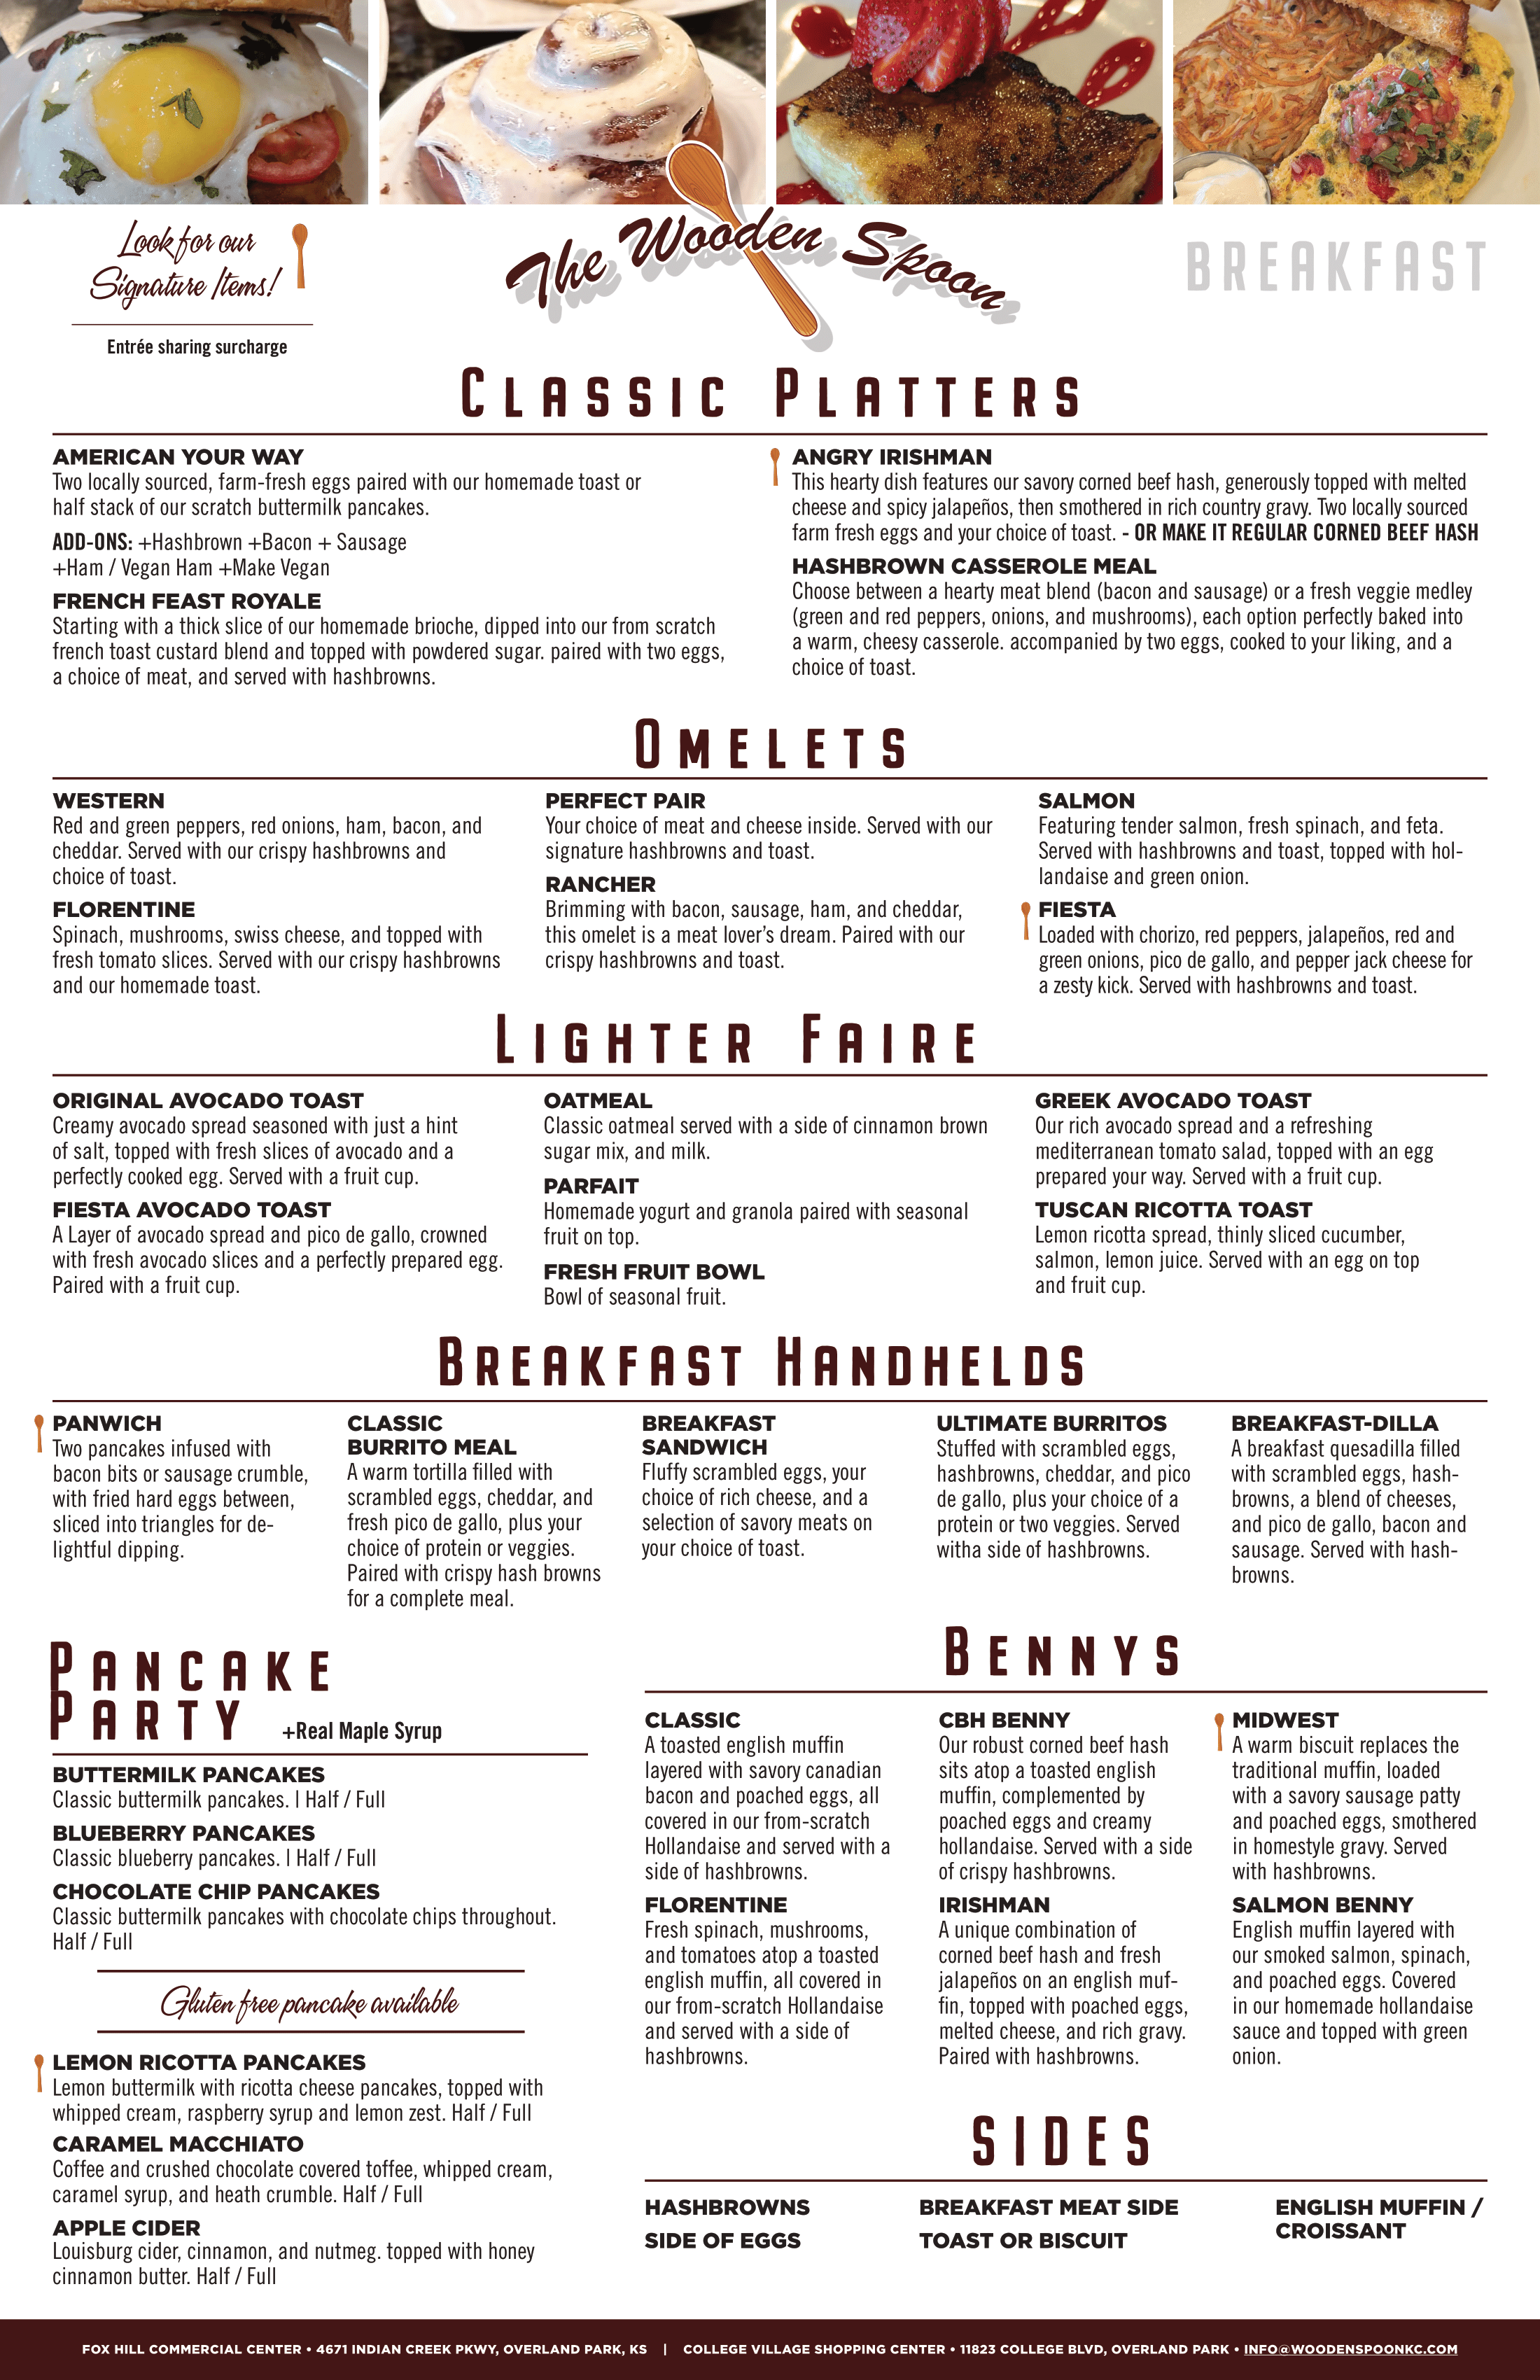 Look for our
Signature Items!
Entrée sharing surcharge
The Wooden Spoon
BREAKFAST
CLASSIC PLATTERS
AMERICAN YOUR WAY
Two locally sourced, farm-fresh eggs paired with our homemade toast or
half stack of our scratch buttermilk pancakes.
ADD-ONS: +Hashbrown +Bacon + Sausage
+Ham / Vegan Ham +Make Vegan
FRENCH FEAST ROYALE
Starting with a thick slice of our homemade brioche, dipped into our from scratch
french toast custard blend and topped with powdered sugar. paired with two eggs,
a choice of meat, and served with hashbrowns.
ANGRY IRISHMAN
This hearty dish features our savory corned beef hash, generously topped with melted
cheese and spicy jalapeños, then smothered in rich country gravy. Two locally sourced
farm fresh eggs and your choice of toast. - OR MAKE IT REGULAR CORNED BEEF HASH
HASHBROWN CASSEROLE MEAL
Choose between a hearty meat blend (bacon and sausage) or a fresh veggie medley
(green and red peppers, onions, and mushrooms), each option perfectly baked into
a warm, cheesy casserole. accompanied by two eggs, cooked to your liking, and a
choice of toast.
OMELETS
WESTERN
Red and green peppers, red onions, ham, bacon, and
cheddar. Served with our crispy hashbrowns and
choice of toast.
FLORENTINE
Spinach, mushrooms, swiss cheese, and topped with
fresh tomato slices. Served with our crispy hashbrowns
and our homemade toast.
PERFECT PAIR
Your choice of meat and cheese inside. Served with our
signature hashbrowns and toast.
RANCHER
Brimming with bacon, sausage, ham, and cheddar,
this omelet is a meat lover's dream. Paired with our
crispy hashbrowns and toast.
SALMON
Featuring tender salmon, fresh spinach, and feta.
Served with hashbrowns and toast, topped with hol-
landaise and green onion.
FIESTA
Loaded with chorizo, red peppers, jalapeños, red and
green onions, pico de gallo, and pepper jack cheese for
a zesty kick. Served with hashbrowns and toast.
LIGHTER FAIRE
ORIGINAL AVOCADO TOAST
Creamy avocado spread seasoned with just a hint
of salt, topped with fresh slices of avocado and a
perfectly cooked egg. Served with a fruit cup.
FIESTA AVOCADO TOAST
A Layer of avocado spread and pico de gallo, crowned
with fresh avocado slices and a perfectly prepared egg.
Paired with a fruit cup.
OATMEAL
Classic oatmeal served with a side of cinnamon brown
sugar mix, and milk.
PARFAIT
Homemade yogurt and granola paired with seasonal
fruit on top.
FRESH FRUIT BOWL
Bowl of seasonal fruit.
GREEK AVOCADO TOAST
Our rich avocado spread and a refreshing
mediterranean tomato salad, topped with an egg
prepared your way. Served with a fruit cup.
TUSCAN RICOTTA TOAST
Lemon ricotta spread, thinly sliced cucumber,
salmon, lemon juice. Served with an egg on top
and fruit cup.
BREAKFAST HANDHELDS
PANWICH
Two pancakes infused with
bacon bits or sausage crumble,
with fried hard eggs between,
sliced into triangles for de-
lightful dipping.
CLASSIC
BURRITO MEAL
A warm tortilla filled with
scrambled eggs, cheddar, and
fresh pico de gallo, plus your
choice of protein or veggies.
Paired with crispy hash browns
for a complete meal.
BREAKFAST
SANDWICH
Fluffy scrambled eggs, your
choice of rich cheese, and a
selection of savory meats on
your choice of toast.
ULTIMATE BURRITOS
Stuffed with scrambled eggs,
hashbrowns, cheddar, and pico
de gallo, plus your choice of a
protein or two veggies. Served
witha side of hashbrowns.
BREAKFAST-DILLA
A breakfast quesadilla filled
with scrambled eggs, hash-
browns, a blend of cheeses,
and pico de gallo, bacon and
sausage. Served with hash-
browns.
PANCAKE
PARTY +Real Maple Syrup
BUTTERMILK PANCAKES
Classic buttermilk pancakes. | Half / Full
BLUEBERRY PANCAKES
Classic blueberry pancakes. | Half / Full
CHOCOLATE CHIP PANCAKES
Classic buttermilk pancakes with chocolate chips throughout.
Half / Full
Gluten free pancake available
LEMON RICOTTA PANCAKES
Lemon buttermilk with ricotta cheese pancakes, topped with
whipped cream, raspberry syrup and lemon zest. Half / Full
CARAMEL MACCHIATO
Coffee and crushed chocolate covered toffee, whipped cream,
caramel syrup, and heath crumble. Half / Full
APPLE CIDER
Louisburg cider, cinnamon, and nutmeg. topped with honey
cinnamon butter. Half / Full
BENNYS
CLASSIC
A toasted english muffin
layered with savory canadian
bacon and poached eggs, all
covered in our from-scratch
Hollandaise and served with a
side of hashbrowns.
FLORENTINE
Fresh spinach, mushrooms,
and tomatoes atop a toasted
english muffin, all covered in
our from-scratch Hollandaise
and served with a side of
hashbrowns.
CBH BENNY
Our robust corned beef hash
sits atop a toasted english
muffin, complemented by
poached eggs and creamy
hollandaise. Served with a side
of crispy hashbrowns.
IRISHMAN
A unique combination of
corned beef hash and fresh
jalapeños on an english muf-
fin, topped with poached eggs,
melted cheese, and rich gravy.
Paired with hashbrowns.
MIDWEST
A warm biscuit replaces the
traditional muffin, loaded
with a savory sausage patty
and poached eggs, smothered
in homestyle gravy. Served
with hashbrowns.
SALMON BENNY
English muffin layered with
our smoked salmon, spinach,
and poached eggs. Covered
in our homemade hollandaise
sauce and topped with green
onion.
SIDES
HASHBROWNS
SIDE OF EGGS
BREAKFAST MEAT SIDE
TOAST OR BISCUIT
ENGLISH MUFFIN /
CROISSANT
FOX HILL COMMERCIAL CENTER • 4671 INDIAN CREEK PKWY, OVERLAND PARK, KS | COLLEGE VILLAGE SHOPPING CENTER • 11823 COLLEGE BLVD, OVERLAND PARK • INFO@WOODENSPOONKC.COM